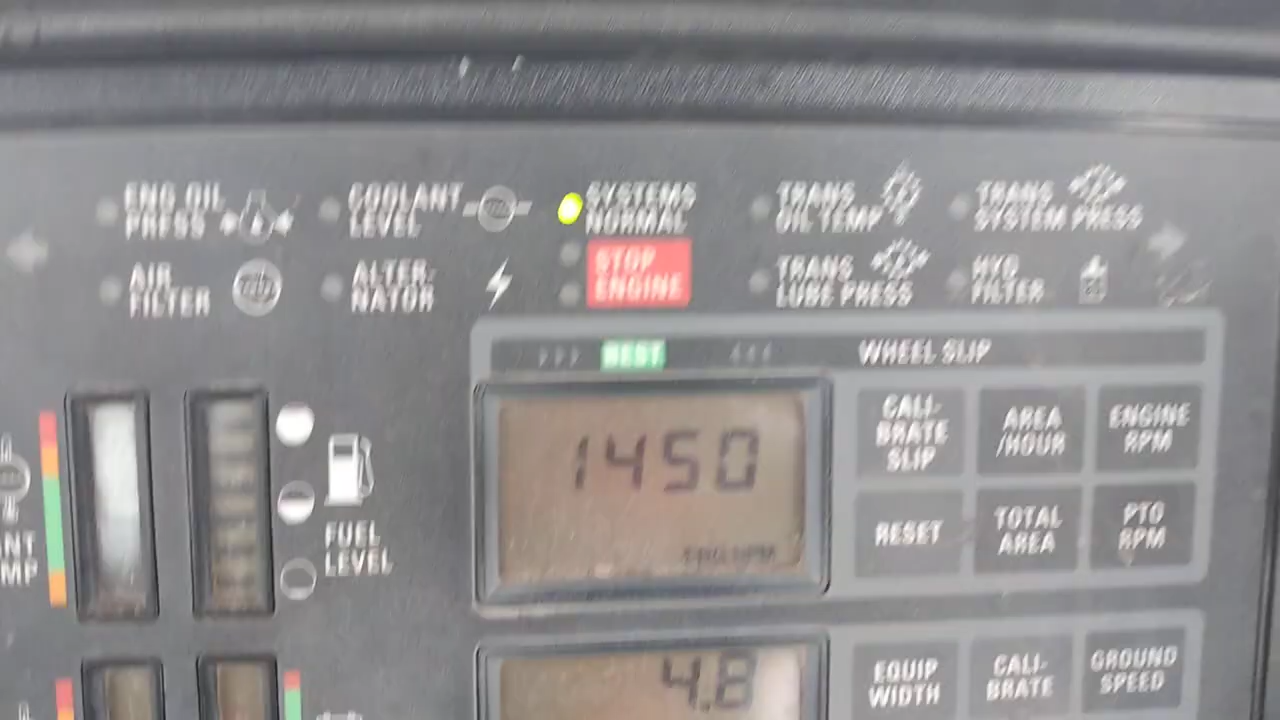 ENG OIL
PRESS
COOLANT
LEVEL
SYSTEMS
NORMAL
TRANS
OIL TEMP
TRANS
SYSTEM PRESS
AIR
FILTER
ALTER-
NATOR
STOP
ENGINE
TRANS
LUBE PRESS
HYD
FILTER
>>> BEST <<< WHEEL SLIP
CALI-
BRATE
SLIP
AREA
/HOUR
ENGINE
RPM
1450
ENG RPM
RESET
TOTAL
AREA
PTO
RPM
FUEL
LEVEL
4.8
EQUIP
WIDTH
CALI-
BRATE
GROUND
SPEED